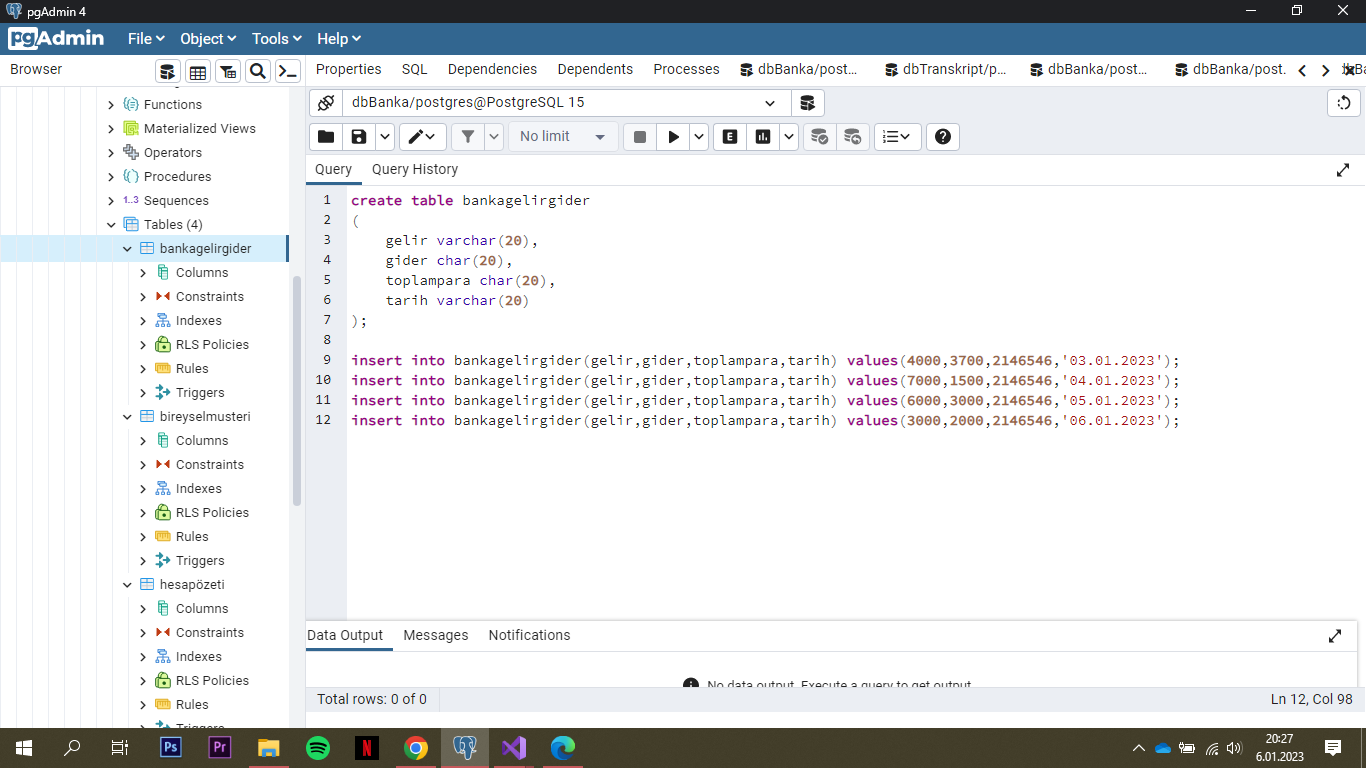 pgAdmin 4
pgAdmin File Object Tools Help
Browser
Properties SQL Dependencies Dependents Processes dbBanka/post... dbTranskript/p... dbBanka/post... dbBanka/post.
dbBanka/postgres@PostgreSQL 15
No limit
E
Query Query History
Functions
Materialized Views
Operators
Procedures
1..3 Sequences
Tables (4)
bankagelirgider
Columns
Constraints
Indexes
RLS Policies
Rules
Triggers
bireyselmusteri
Columns
Constraints
Indexes
RLS Policies
Rules
Triggers
hesapözeti
Columns
Constraints
Indexes
RLS Policies
Rules
Triggers
1 create table bankagelirgider
2 (
3 gelir varchar(20),
4 gider char(20),
5 toplampara char(20),
6 tarih varchar(20)
7 );
8
9 insert into bankagelirgider(gelir,gider,toplampara,tarih) values(4000,3700,2146546,'03.01.2023');
10 insert into bankagelirgider(gelir,gider,toplampara,tarih) values(7000,1500,2146546,'04.01.2023');
11 insert into bankagelirgider(gelir,gider,toplampara,tarih) values(6000,3000,2146546,'05.01.2023');
12 insert into bankagelirgider(gelir,gider,toplampara,tarih) values(3000,2000,2146546,'06.01.2023');
Data Output Messages Notifications
No data output. Execute a query to get output.
Total rows: 0 of 0
Ln 12, Col 98
Ps Pr N
20:27
6.01.2023